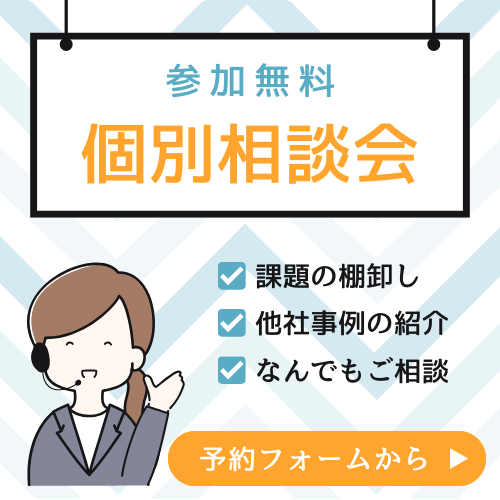 参加無料
個別相談会
課題の棚卸し
他社事例の紹介
なんでもご相談
予約フォームから